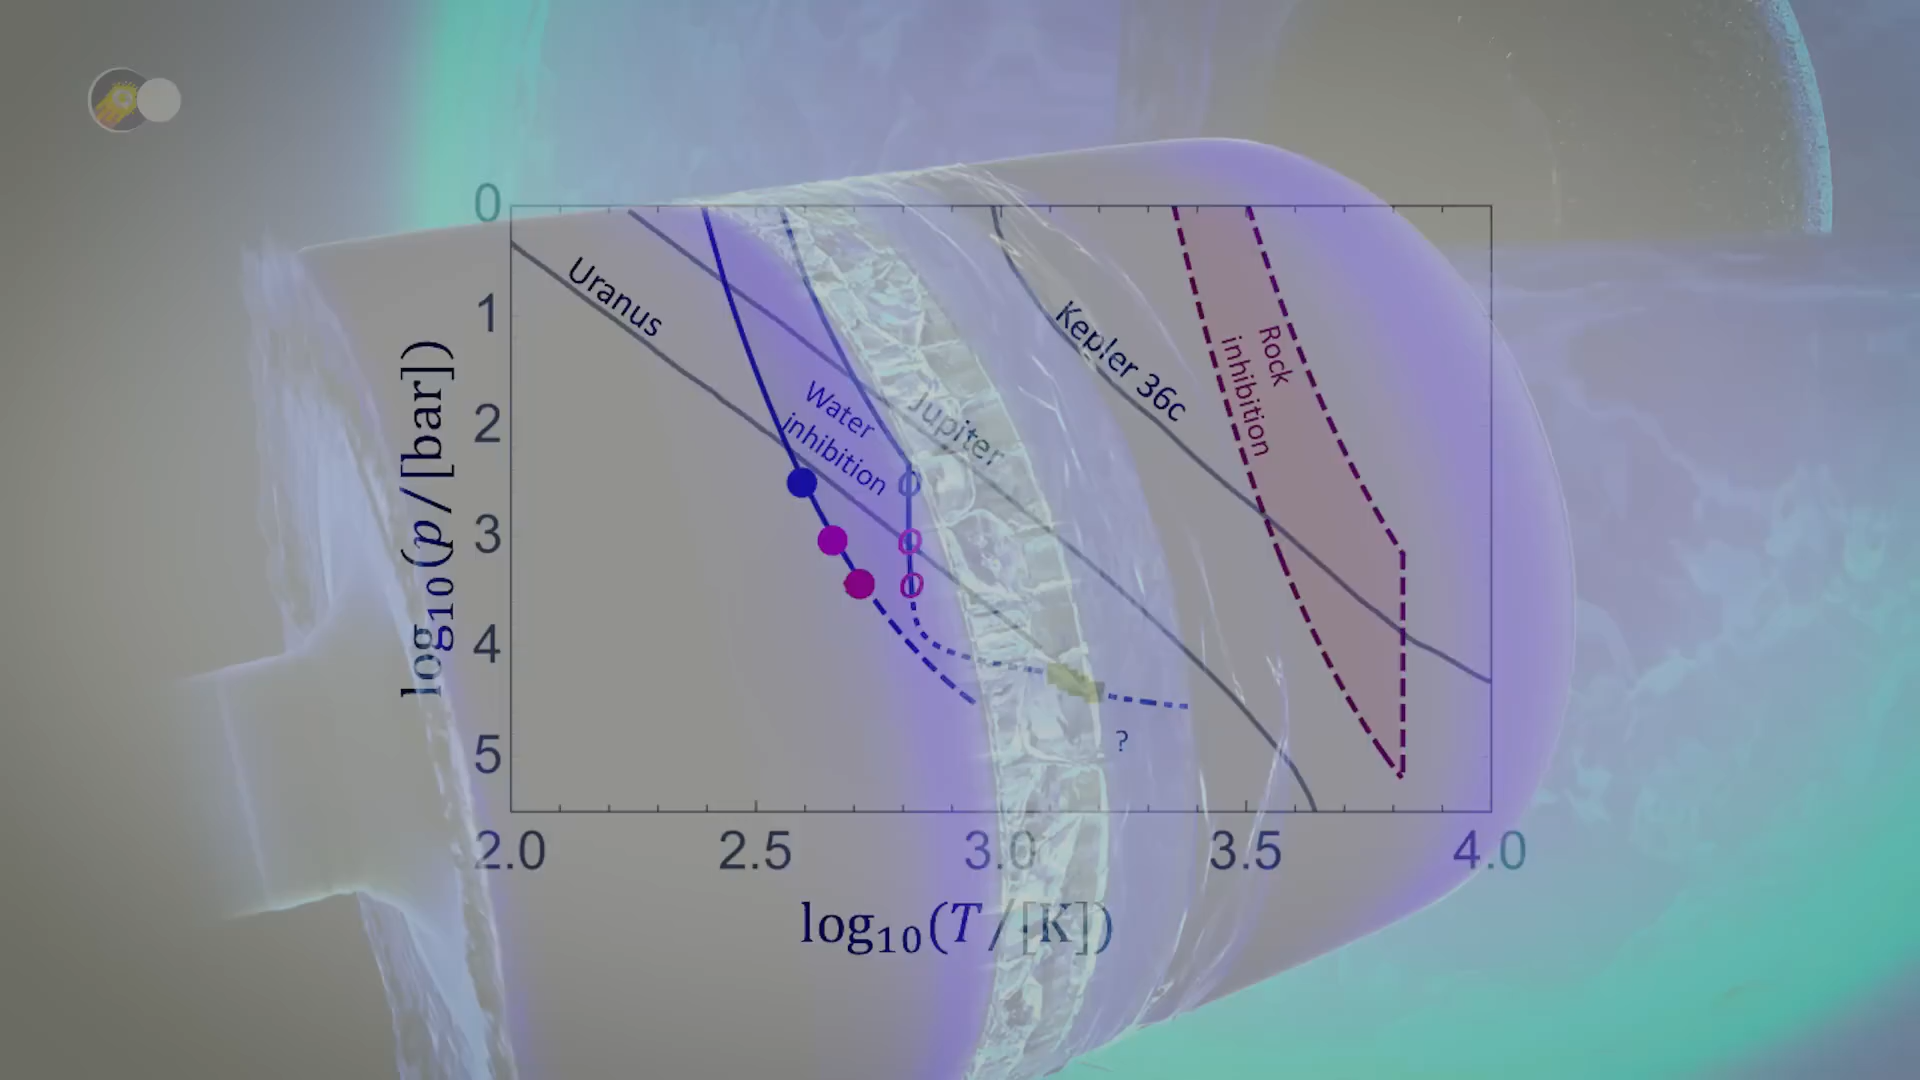 0
1
2
3
4
5
log₁₀(p/[bar])
Uranus
Water
inhibition
Jupiter
Kepler 36c
Rock
inhibition
?
2.0 2.5 3.0 3.5 4.0
log₁₀(T/[K])